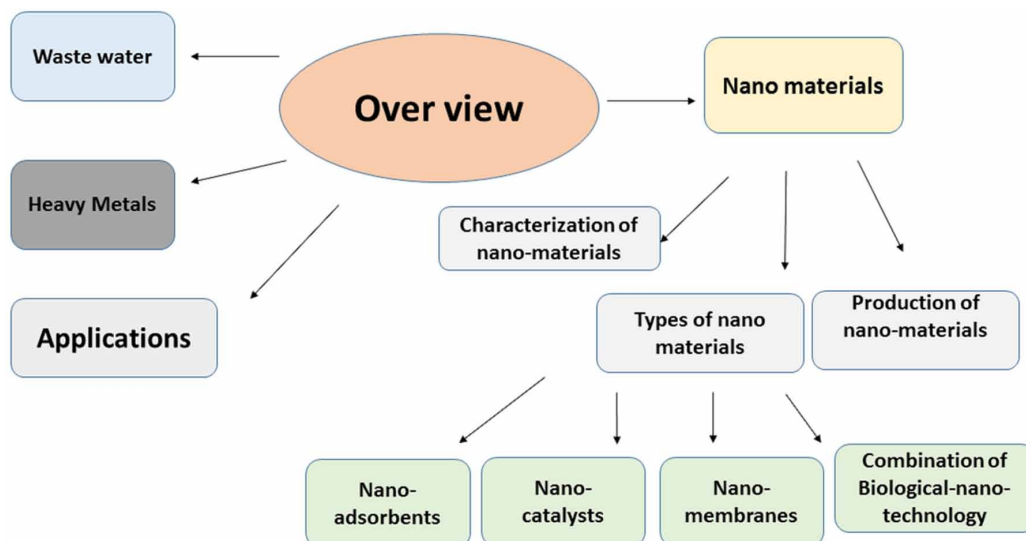 Waste water
Over view
Nano materials
Heavy Metals
Characterization of
nano-materials
Applications
Types of nano
materials
Production of
nano-materials
Nano-
adsorbents
Nano-
catalysts
Nano-
membranes
Combination of
Biological-nano-
technology